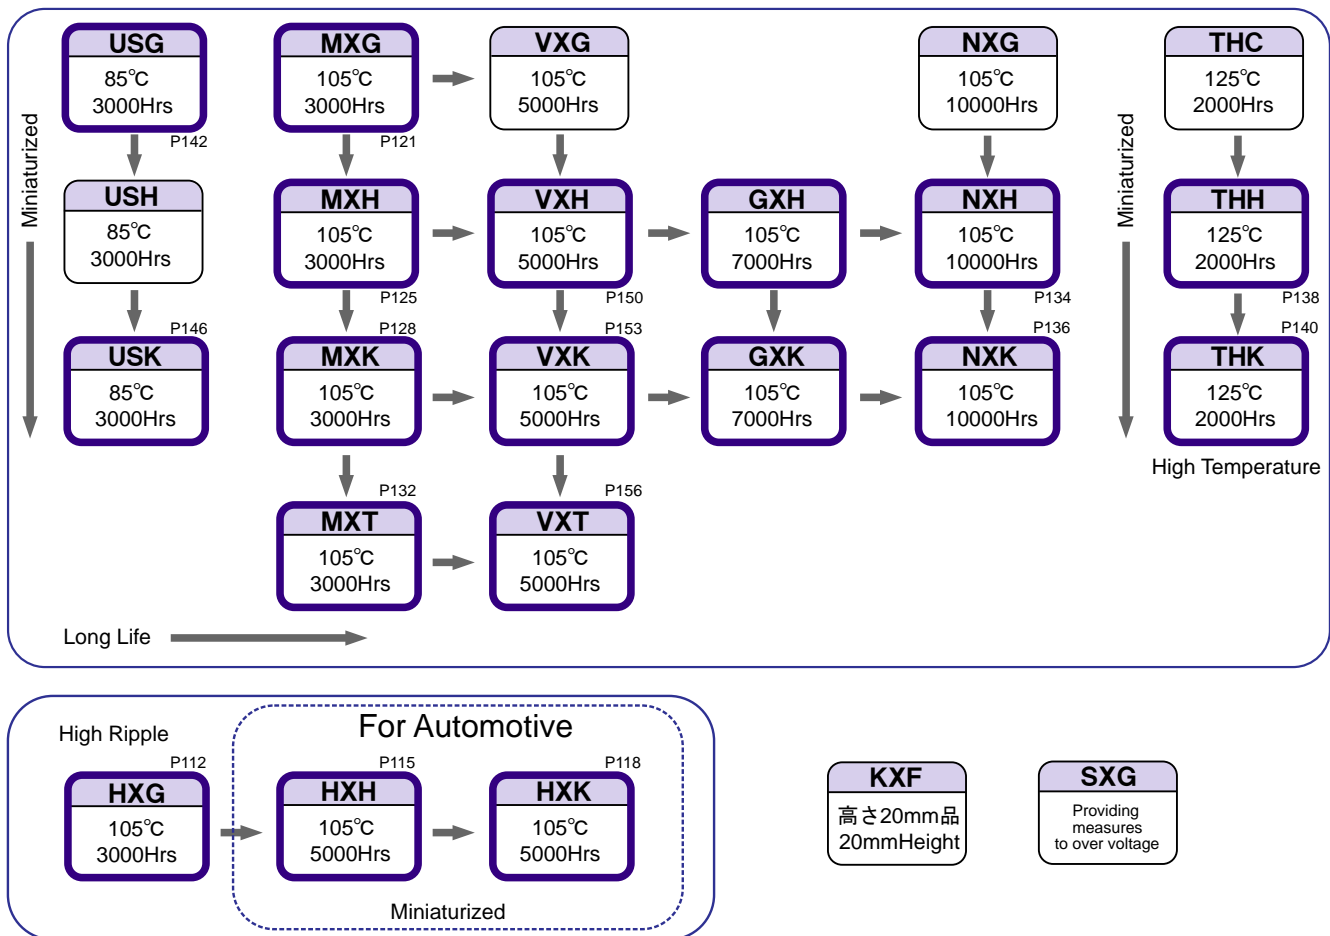 USG
85°C
3000Hrs
P142
MXG
105°C
3000Hrs
P121
VXG
105°C
5000Hrs
NXG
105°C
10000Hrs
THC
125°C
2000Hrs
Miniaturized
Miniaturized
USH
85°C
3000Hrs
MXH
105°C
3000Hrs
P125
VXH
105°C
5000Hrs
P150
GXH
105°C
7000Hrs
NXH
105°C
10000Hrs
P134
THH
125°C
2000Hrs
P138
P146
USK
85°C
3000Hrs
P128
MXK
105°C
3000Hrs
P153
VXK
105°C
5000Hrs
GXK
105°C
7000Hrs
P136
NXK
105°C
10000Hrs
P140
THK
125°C
2000Hrs
High Temperature
P132
MXT
105°C
3000Hrs
P156
VXT
105°C
5000Hrs
Long Life
High Ripple
For Automotive
P112
HXG
105°C
3000Hrs
P115
HXH
105°C
5000Hrs
P118
HXK
105°C
5000Hrs
Miniaturized
KXF
高さ20mm品
20mmHeight
SXG
Providing
measures
to over voltage